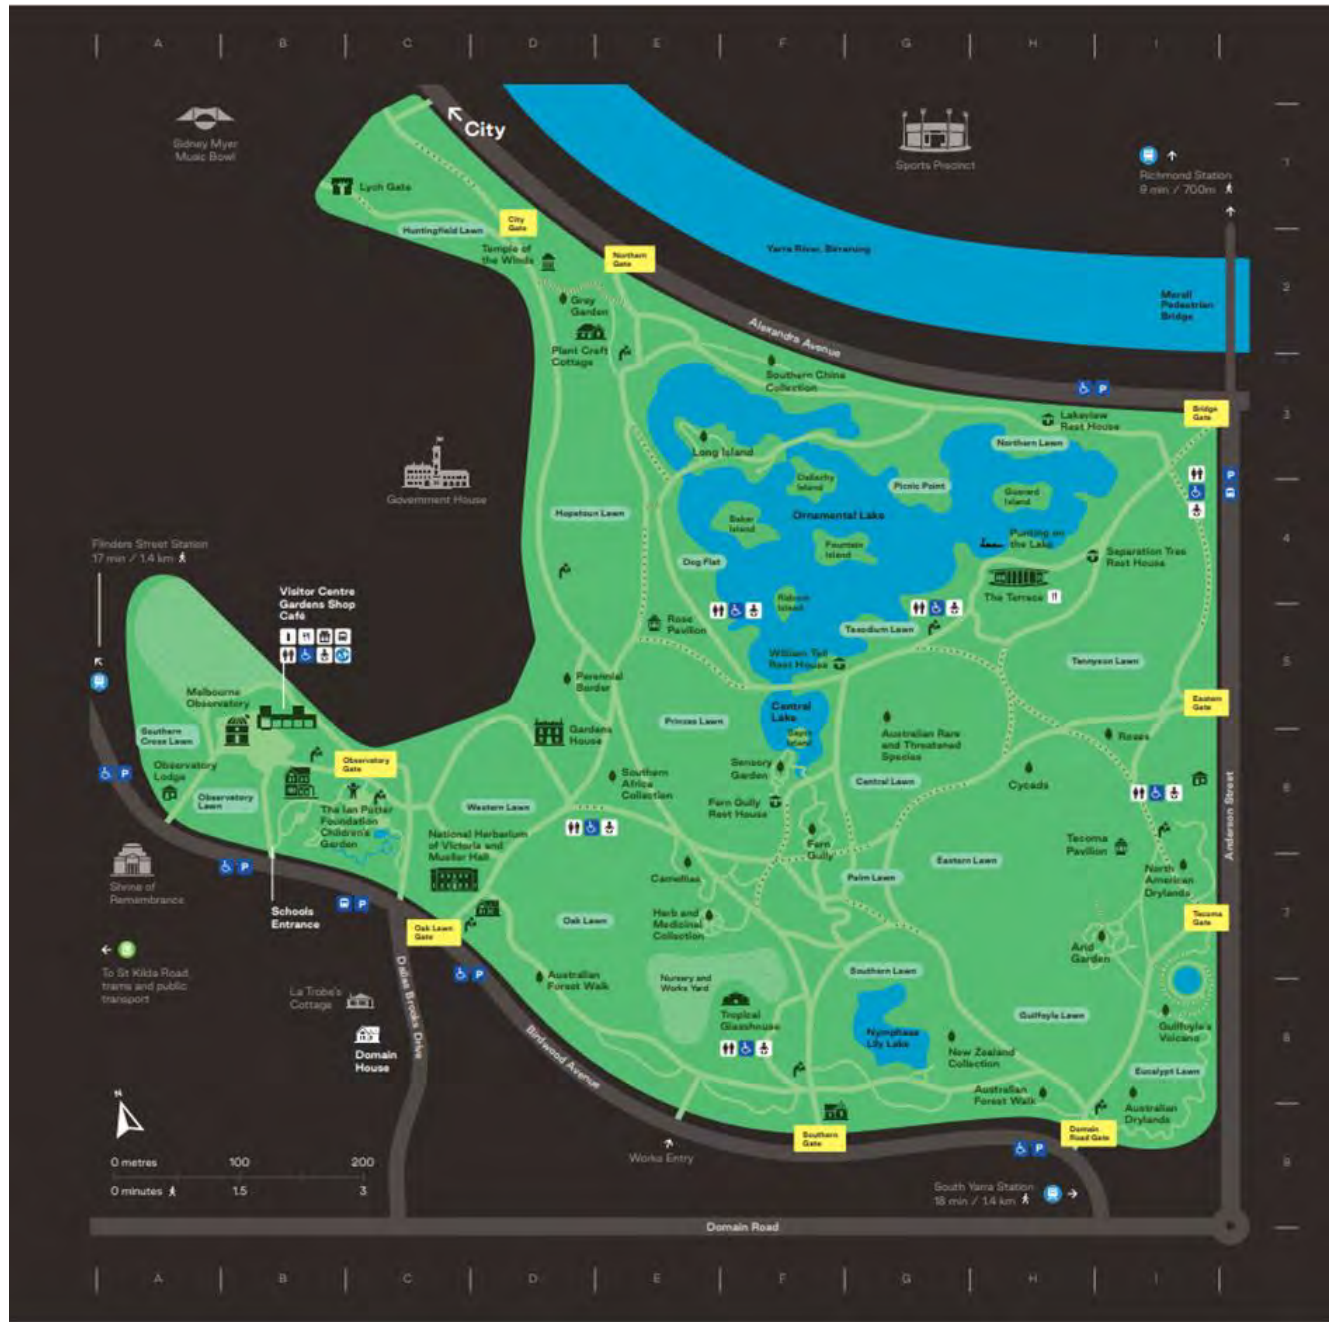 A B C D E F G H I
Sidney Myer
Music Bowl
City
Sports Precinct
Richmond Station
9 min / 700m
1
Lych Gate
City
Gate
Huntingfield Lawn
Temple of
the Winds
Northern
Gate
Yarra River, Birrarung
2
Morell
Pedestrian
Bridge
Grey
Garden
Alexandra Avenue
Plant Craft
Cottage
Southern China
Collection
P
3
Bridge
Gate
Lakeview
Rest House
Northern Lawn
Long Island
Government House
Dallachy
Island
Picnic Point
Guanad
Island
P
Hopetoun Lawn
Baker
Island
Ornamental Lake
Punting on
the Lake
Fountain
Island
4
Flinders Street Station
17 min / 1.4 km
Dog Flat
Separation Tree
Rest House
Visitor Centre
Gardens Shop
Café
Ridouts
Island
The Terrace
Rose
Pavilion
Taxodium Lawn
William Tell
Rest House
Tennyson Lawn
5
Perennial
Border
Melbourne
Observatory
Central
Lake
Eastern
Gate
Southern
Cross Lawn
Gardens
House
Princes Lawn
Australian Rare
and Threatened
Species
Roses
Observatory
Gate
Observatory
Lodge
P
Sensory
Garden
Southern
Africa
Collection
Central Lawn
Cycads
6
Observatory
Lawn
Western Lawn
Fern Gully
Rest House
The Ian Potter
Foundation
Children's
Garden
National Herbarium
of Victoria and
Mueller Hall
Fern
Gully
Tecoma
Pavilion
Anderson Street
Eastern Lawn
P
Shrine of
Remembrance
Camellias
Palm Lawn
North
American
Drylands
Schools
Entrance
P
Oak Lawn
Gate
Oak Lawn
Herb and
Medicinal
Collection
Tecoma
Gate
7
Arid
Garden
To St Kilda Road,
trams and public
transport
P
Australian
Forest Walk
Nursery and
Works Yard
Southern Lawn
La Trobe's
Cottage
Dallas Brooks Drive
Tropical
Glasshouse
Guilfoyle Lawn
Guilfoyle's
Volcano
Nymphaea
Lily Lake
8
Domain
House
Birdwood Avenue
New Zealand
Collection
Eucalypt Lawn
N
Australian
Forest Walk
Australian
Drylands
Southern
Gate
Domain
Road Gate
Works Entry
P
0 metres 100 200
9
0 minutes 1.5 3
South Yarra Station
18 min / 1.4 km
Domain Road
A B C D E F G H I